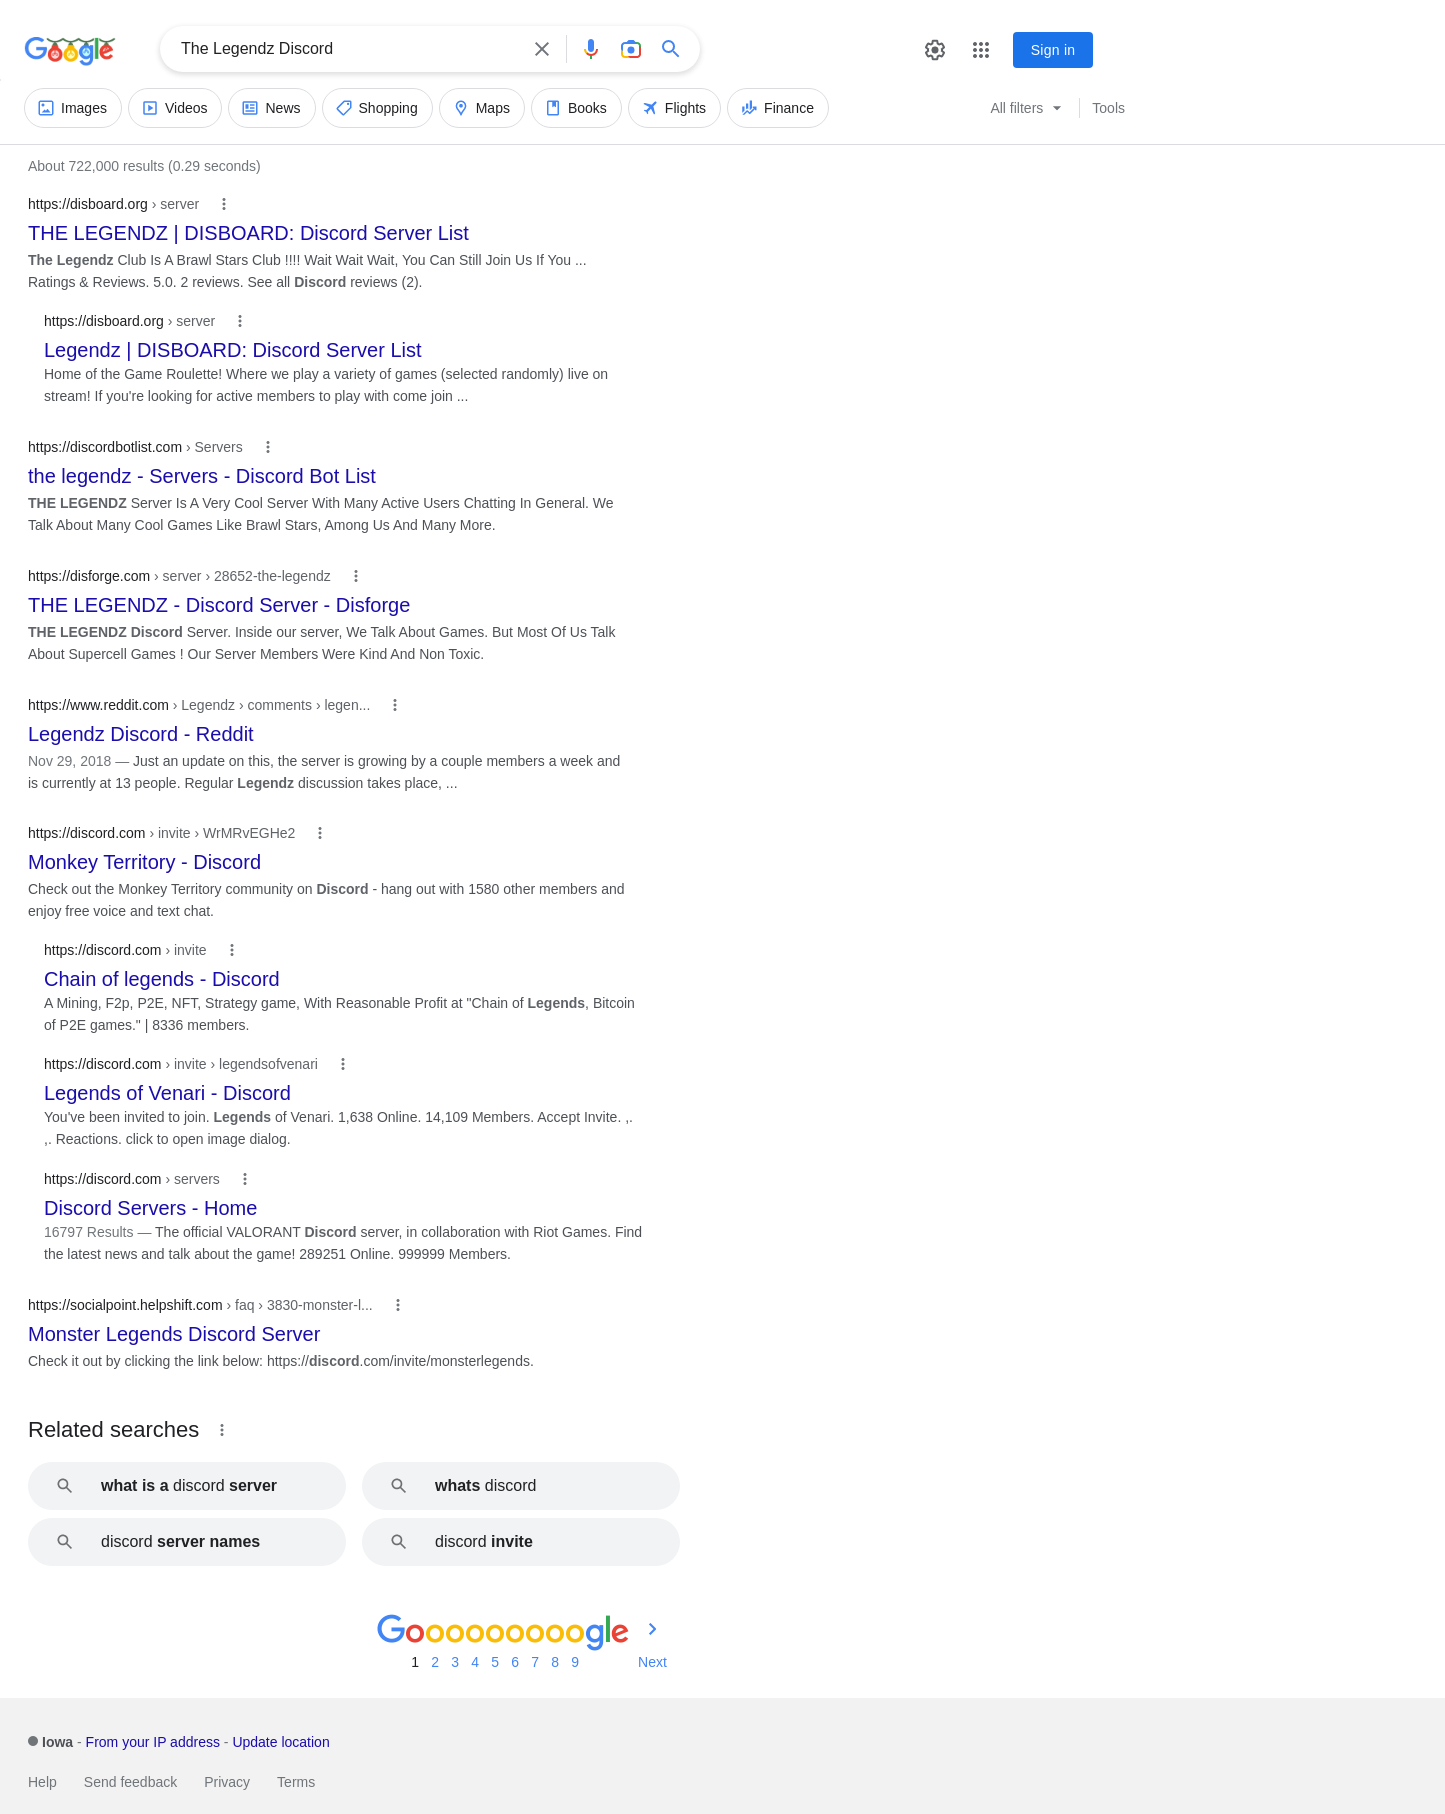 Google
The Legendz Discord
Sign in
Images
Videos
News
Shopping
Maps
Books
Flights
Finance
All filters
Tools
About 722,000 results (0.29 seconds)
https://disboard.org › server
THE LEGENDZ | DISBOARD: Discord Server List
The Legendz Club Is A Brawl Stars Club !!!! Wait Wait Wait, You Can Still Join Us If You ...
Ratings & Reviews. 5.0. 2 reviews. See all Discord reviews (2).
https://disboard.org › server
Legendz | DISBOARD: Discord Server List
Home of the Game Roulette! Where we play a variety of games (selected randomly) live on
stream! If you're looking for active members to play with come join ...
https://discordbotlist.com › Servers
the legendz - Servers - Discord Bot List
THE LEGENDZ Server Is A Very Cool Server With Many Active Users Chatting In General. We
Talk About Many Cool Games Like Brawl Stars, Among Us And Many More.
https://disforge.com › server › 28652-the-legendz
THE LEGENDZ - Discord Server - Disforge
THE LEGENDZ Discord Server. Inside our server, We Talk About Games. But Most Of Us Talk
About Supercell Games ! Our Server Members Were Kind And Non Toxic.
https://www.reddit.com › Legendz › comments › legen...
Legendz Discord - Reddit
Nov 29, 2018 — Just an update on this, the server is growing by a couple members a week and
is currently at 13 people. Regular Legendz discussion takes place, ...
https://discord.com › invite › WrMRvEGHe2
Monkey Territory - Discord
Check out the Monkey Territory community on Discord - hang out with 1580 other members and
enjoy free voice and text chat.
https://discord.com › invite
Chain of legends - Discord
A Mining, F2p, P2E, NFT, Strategy game, With Reasonable Profit at "Chain of Legends, Bitcoin
of P2E games." | 8336 members.
https://discord.com › invite › legendsofvenari
Legends of Venari - Discord
You've been invited to join. Legends of Venari. 1,638 Online. 14,109 Members. Accept Invite. ,.
,. Reactions. click to open image dialog.
https://discord.com › servers
Discord Servers - Home
16797 Results — The official VALORANT Discord server, in collaboration with Riot Games. Find
the latest news and talk about the game! 289251 Online. 999999 Members.
https://socialpoint.helpshift.com › faq › 3830-monster-l...
Monster Legends Discord Server
Check it out by clicking the link below: https://discord.com/invite/monsterlegends.
Related searches
what is a discord server
whats discord
discord server names
discord invite
Goooooooooogle
1 2 3 4 5 6 7 8 9 Next
Iowa - From your IP address - Update location
Help Send feedback Privacy Terms